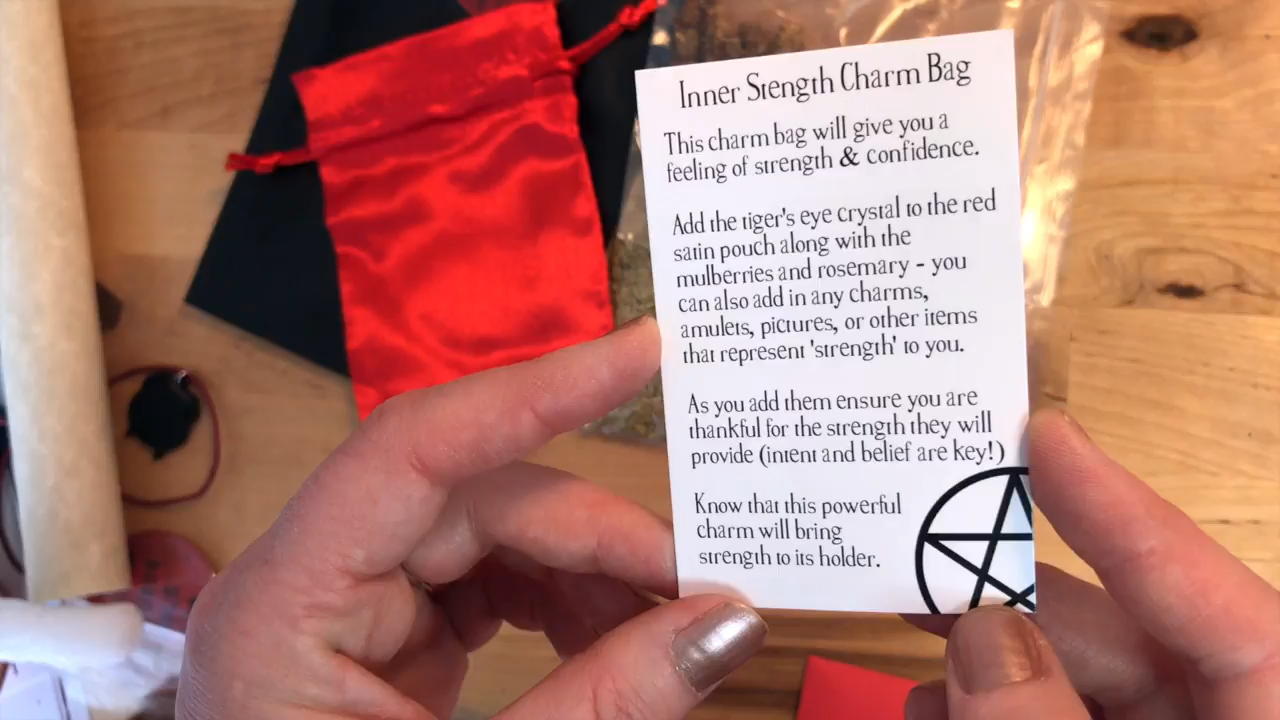 Inner Stength Charm Bag
This charm bag will give you a
feeling of strength & confidence.
Add the tiger's eye crystal to the red
satin pouch along with the
mulberries and rosemary - you
can also add in any charms,
amulets, pictures, or other items
that represent 'strength' to you.
As you add them ensure you are
thankful for the strength they will
provide (intent and belief are key!)
Know that this powerful
charm will bring
strength to its holder.